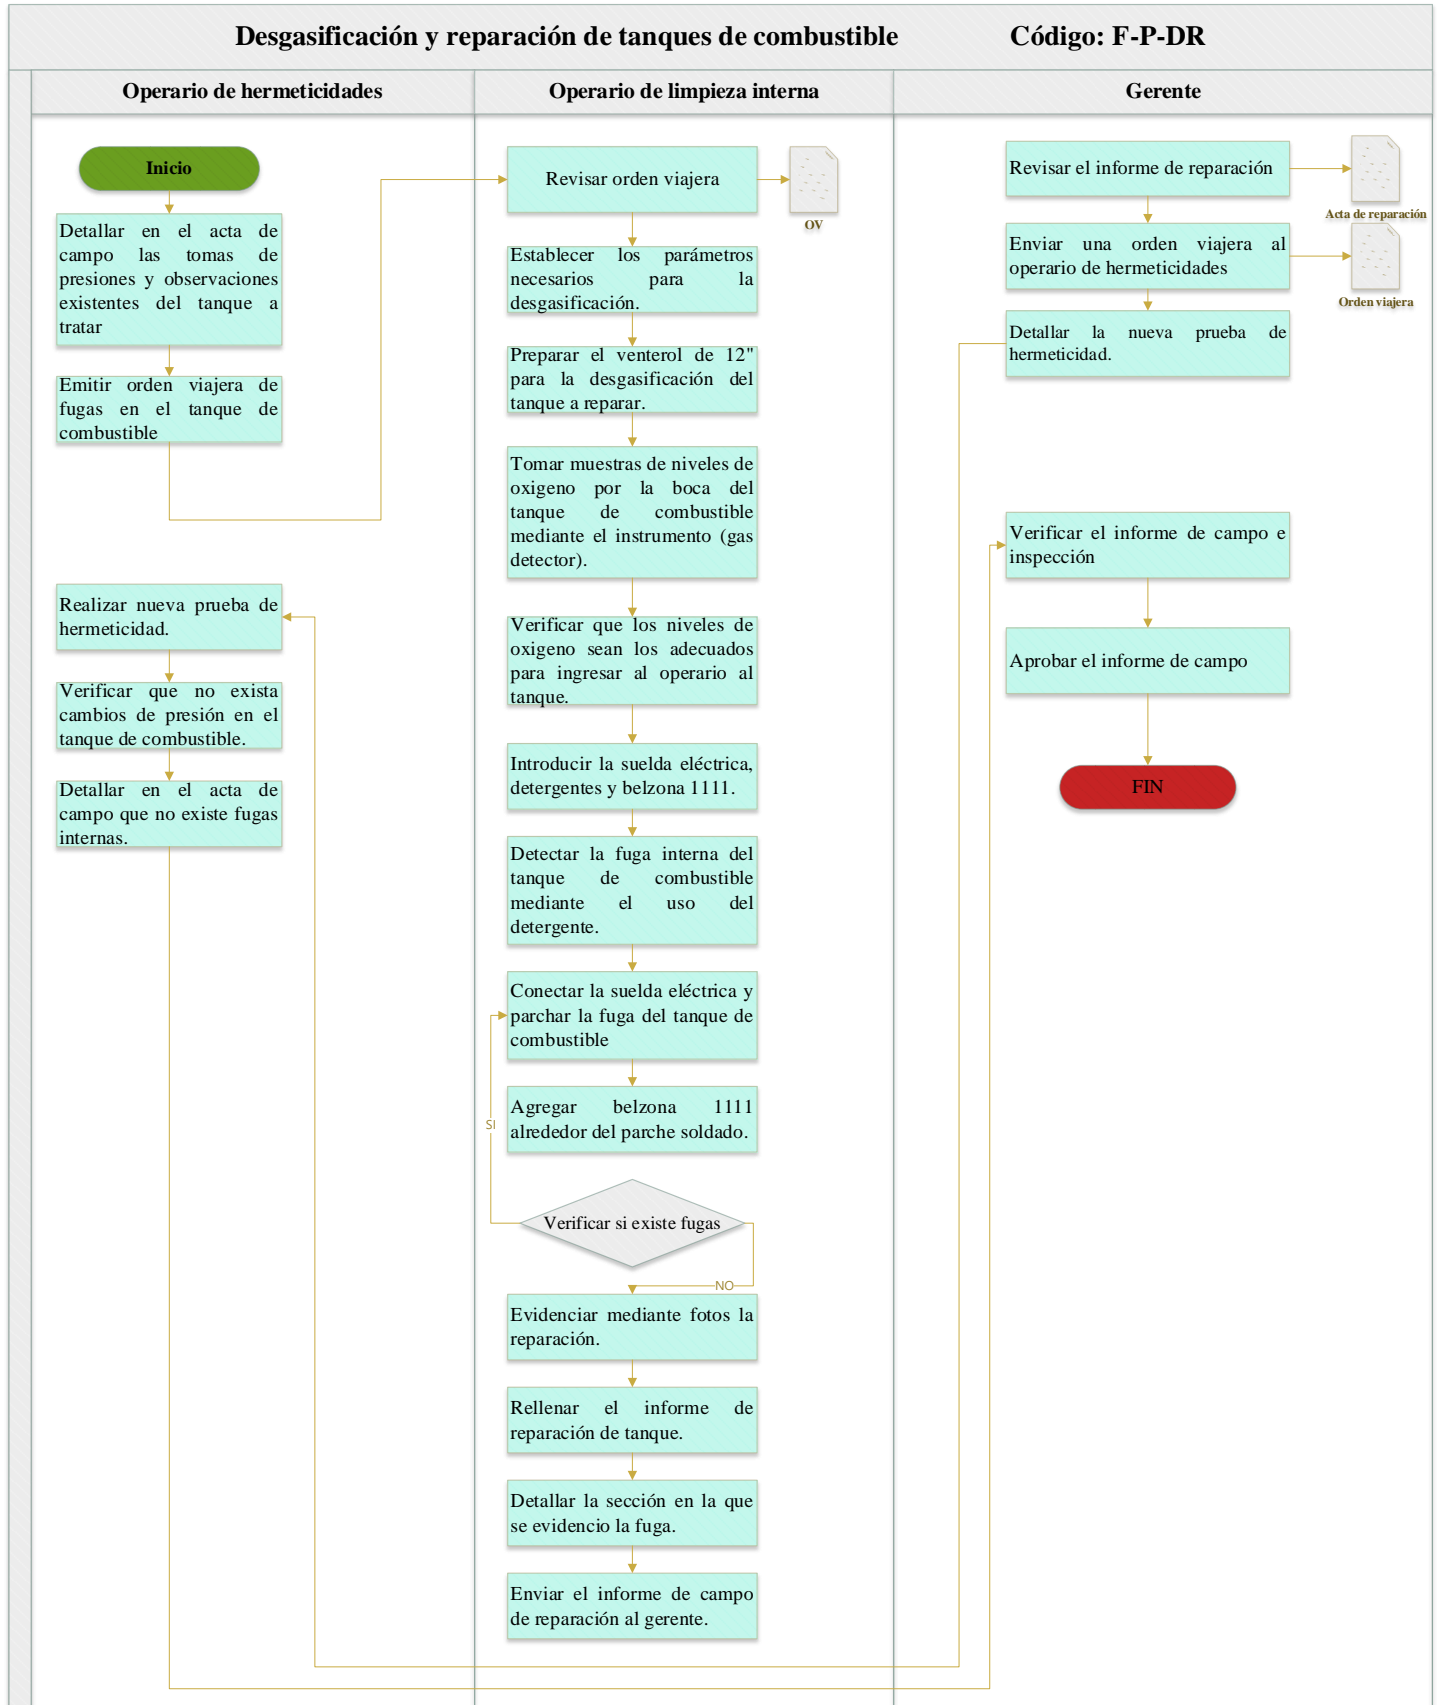 Desgasificación y reparación de tanques de combustible Código: F-P-DR
Operario de hermeticidades
Operario de limpieza interna
Gerente
Inicio
Detallar en el acta de
campo las tomas de
presiones y observaciones
existentes del tanque a
tratar
Emitir orden viajera de
fugas en el tanque de
combustible
Realizar nueva prueba de
hermeticidad.
Verificar que no exista
cambios de presión en el
tanque de combustible.
Detallar en el acta de
campo que no existe fugas
internas.
Revisar orden viajera
OV
Establecer los parámetros
necesarios para la
desgasificación.
Preparar el venterol de 12"
para la desgasificación del
tanque a reparar.
Tomar muestras de niveles de
oxigeno por la boca del
tanque de combustible
mediante el instrumento (gas
detector).
Verificar que los niveles de
oxigeno sean los adecuados
para ingresar al operario al
tanque.
Introducir la suelda eléctrica,
detergentes y belzona 1111.
Detectar la fuga interna del
tanque de combustible
mediante el uso del
detergente.
Conectar la suelda eléctrica y
parchar la fuga del tanque de
combustible
Agregar belzona 1111
alrededor del parche soldado.
SI
Verificar si existe fugas
NO
Evidenciar mediante fotos la
reparación.
Rellenar el informe de
reparación de tanque.
Detallar la sección en la que
se evidencio la fuga.
Enviar el informe de campo
de reparación al gerente.
Revisar el informe de reparación
Acta de reparación
Enviar una orden viajera al
operario de hermeticidades
Orden viajera
Detallar la nueva prueba de
hermeticidad.
Verificar el informe de campo e
inspección
Aprobar el informe de campo
FIN